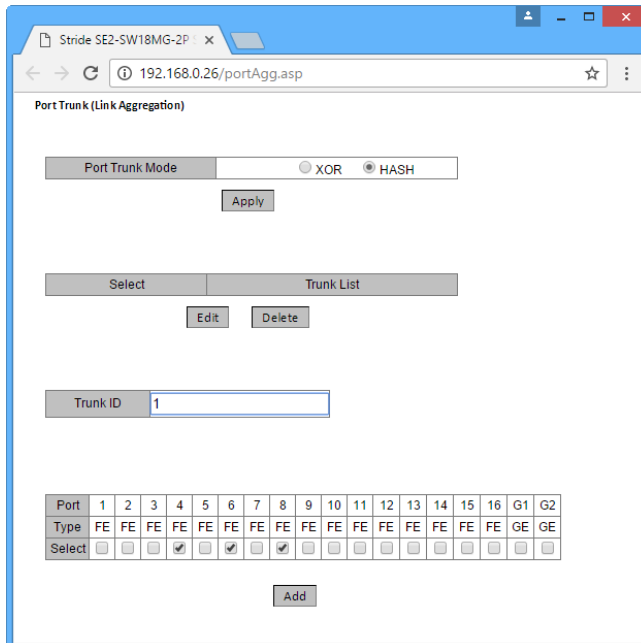 Stride SE2-SW18MG-2P
192.168.0.26/portAgg.asp
Port Trunk (Link Aggregation)
Port Trunk Mode XOR HASH
Apply
Select Trunk List
Edit Delete
Trunk ID 1
Port 1 2 3 4 5 6 7 8 9 10 11 12 13 14 15 16 G1 G2
Type FE FE FE FE FE FE FE FE FE FE FE FE FE FE FE FE GE GE
Select
Add